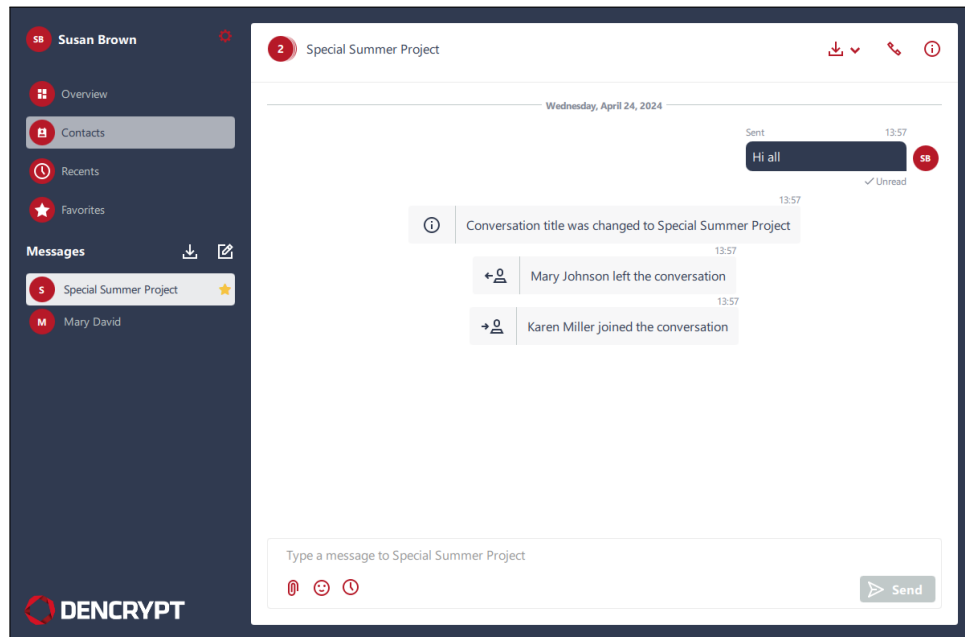 SB Susan Brown
Overview
Contacts
Recents
Favorites
Messages
S Special Summer Project
M Mary David
DENCRYPT
2 Special Summer Project
Wednesday, April 24, 2024
Sent 13:57
Hi all
SB
Unread
13:57
Conversation title was changed to Special Summer Project
13:57
Mary Johnson left the conversation
13:57
Karen Miller joined the conversation
Type a message to Special Summer Project
Send